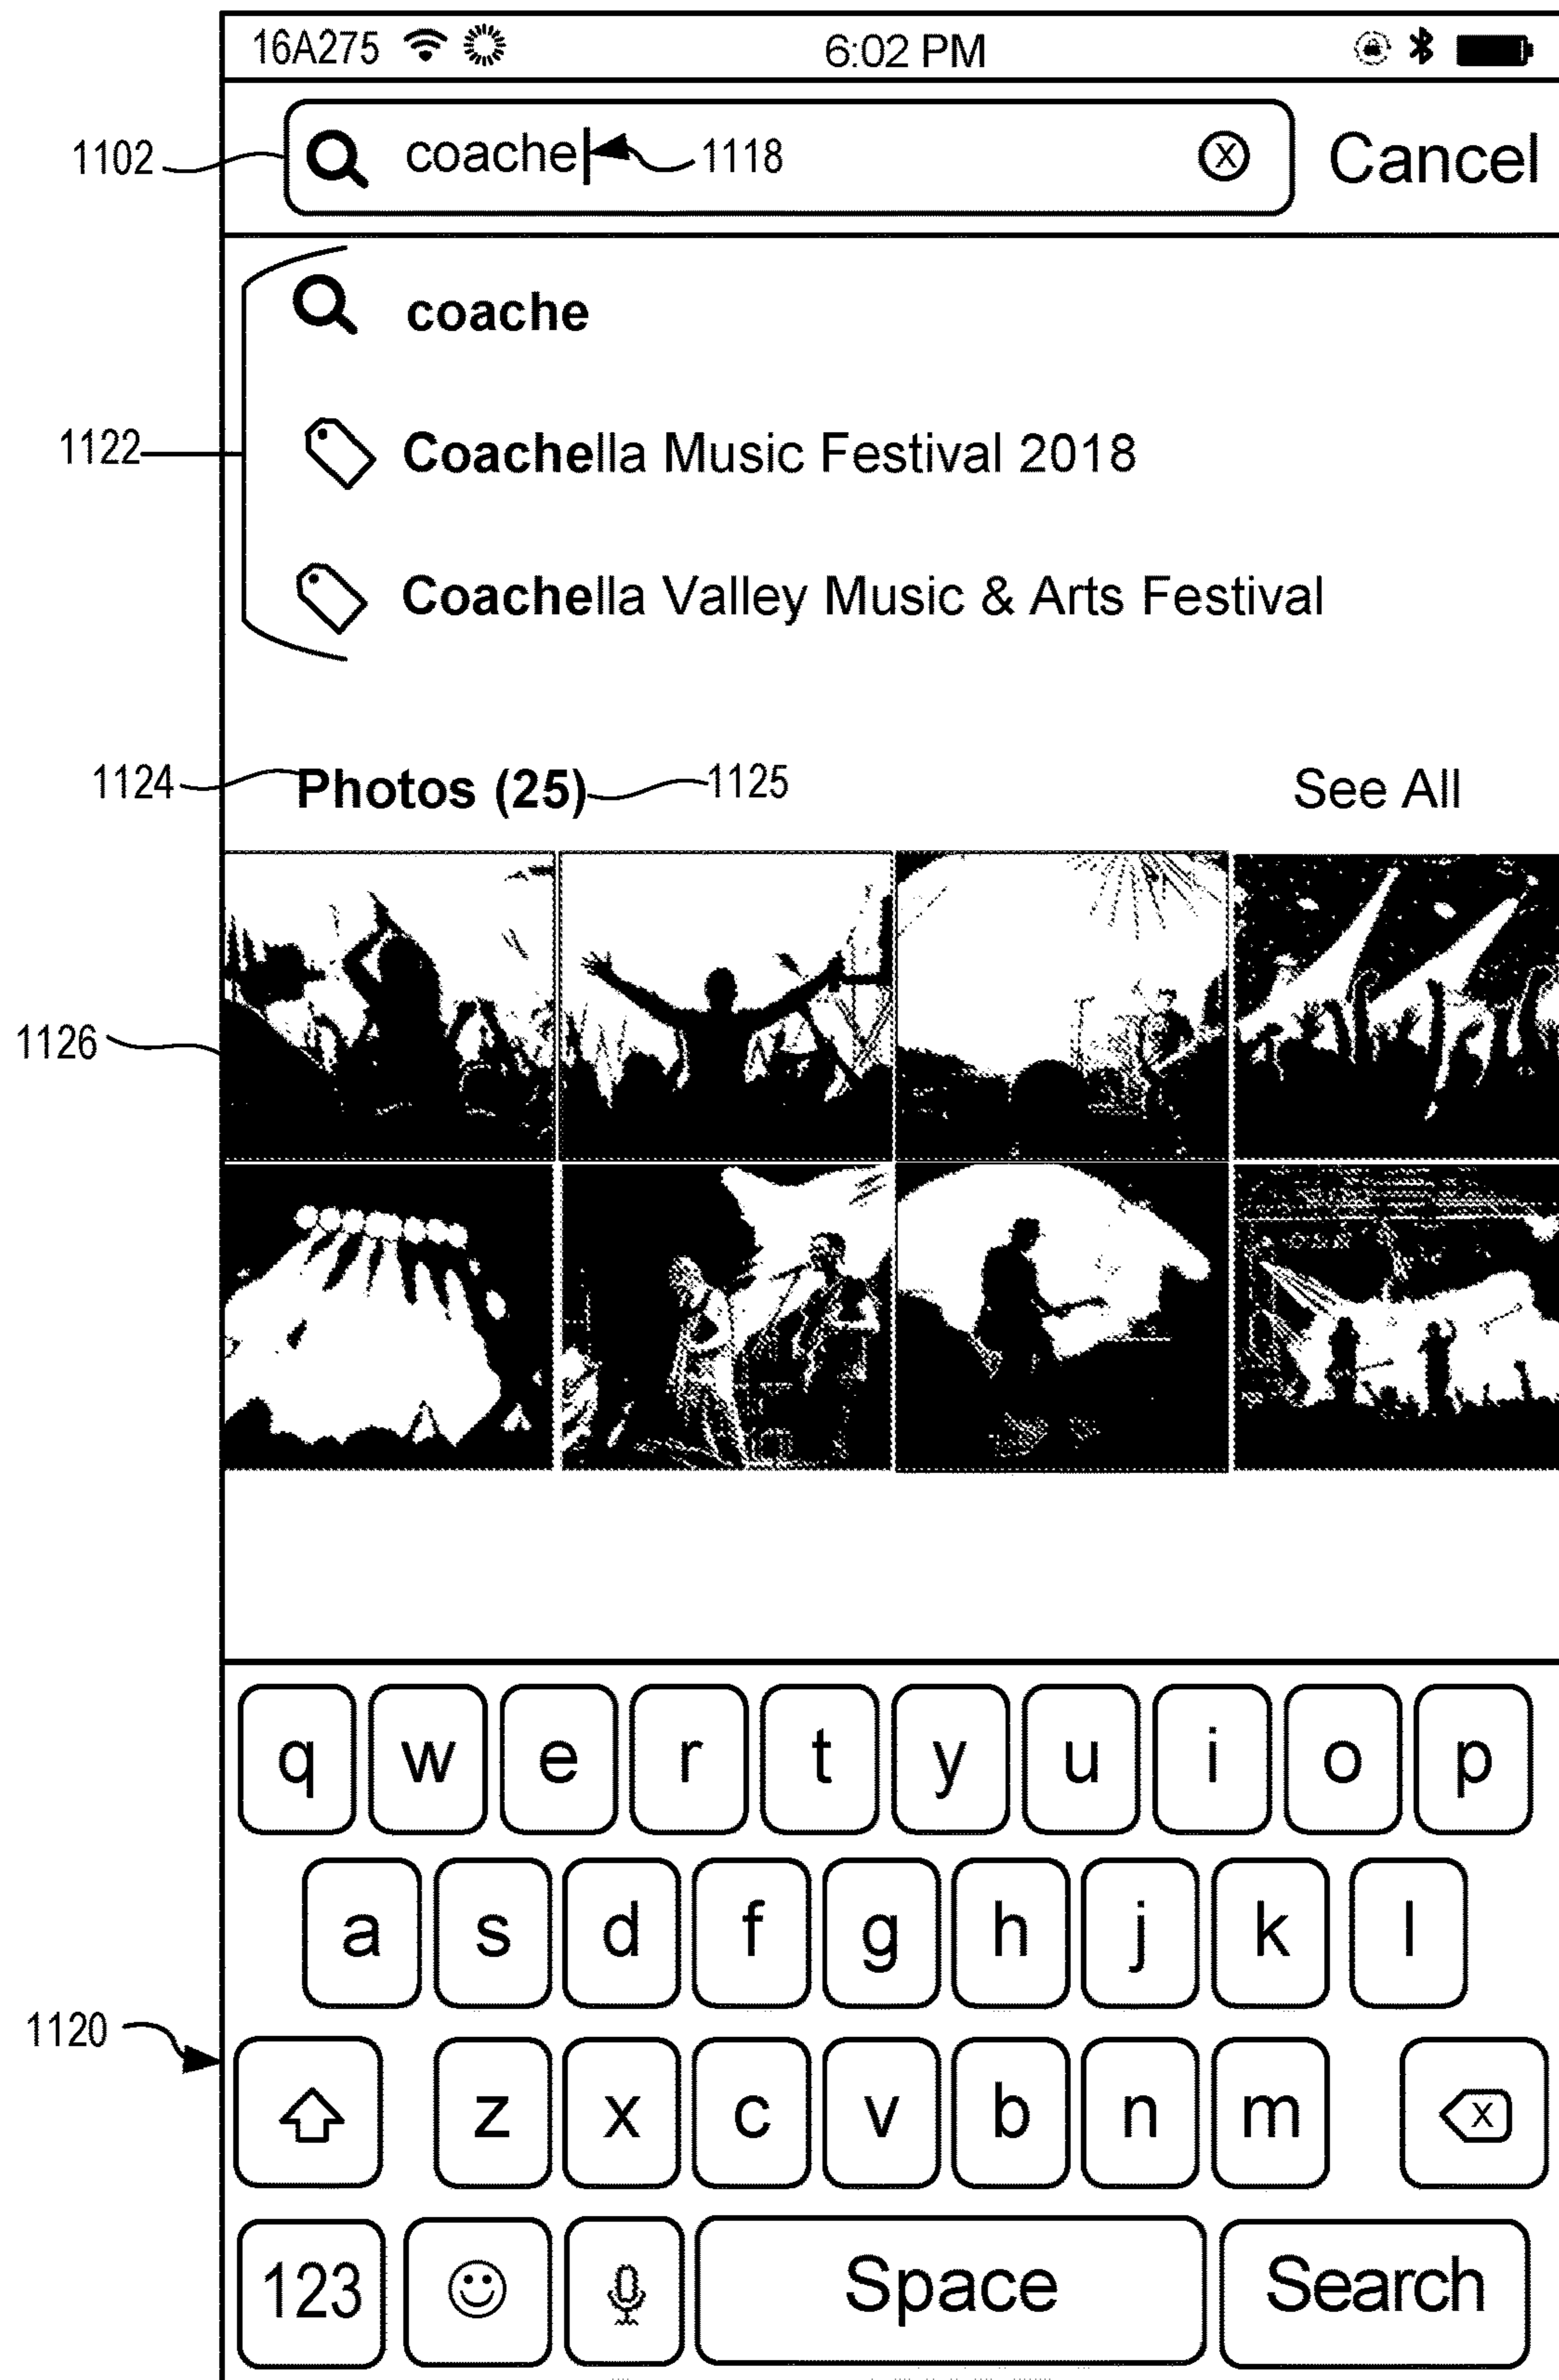 16A275 6:02 PM
1102 coache 1118 X Cancel
coache
1122 Coachella Music Festival 2018
Coachella Valley Music & Arts Festival
1124 Photos (25) 1125 See All
1126
q w e r t y u i o p
a s d f g h j k l
1120
z x c v b n m X
123 Space Search